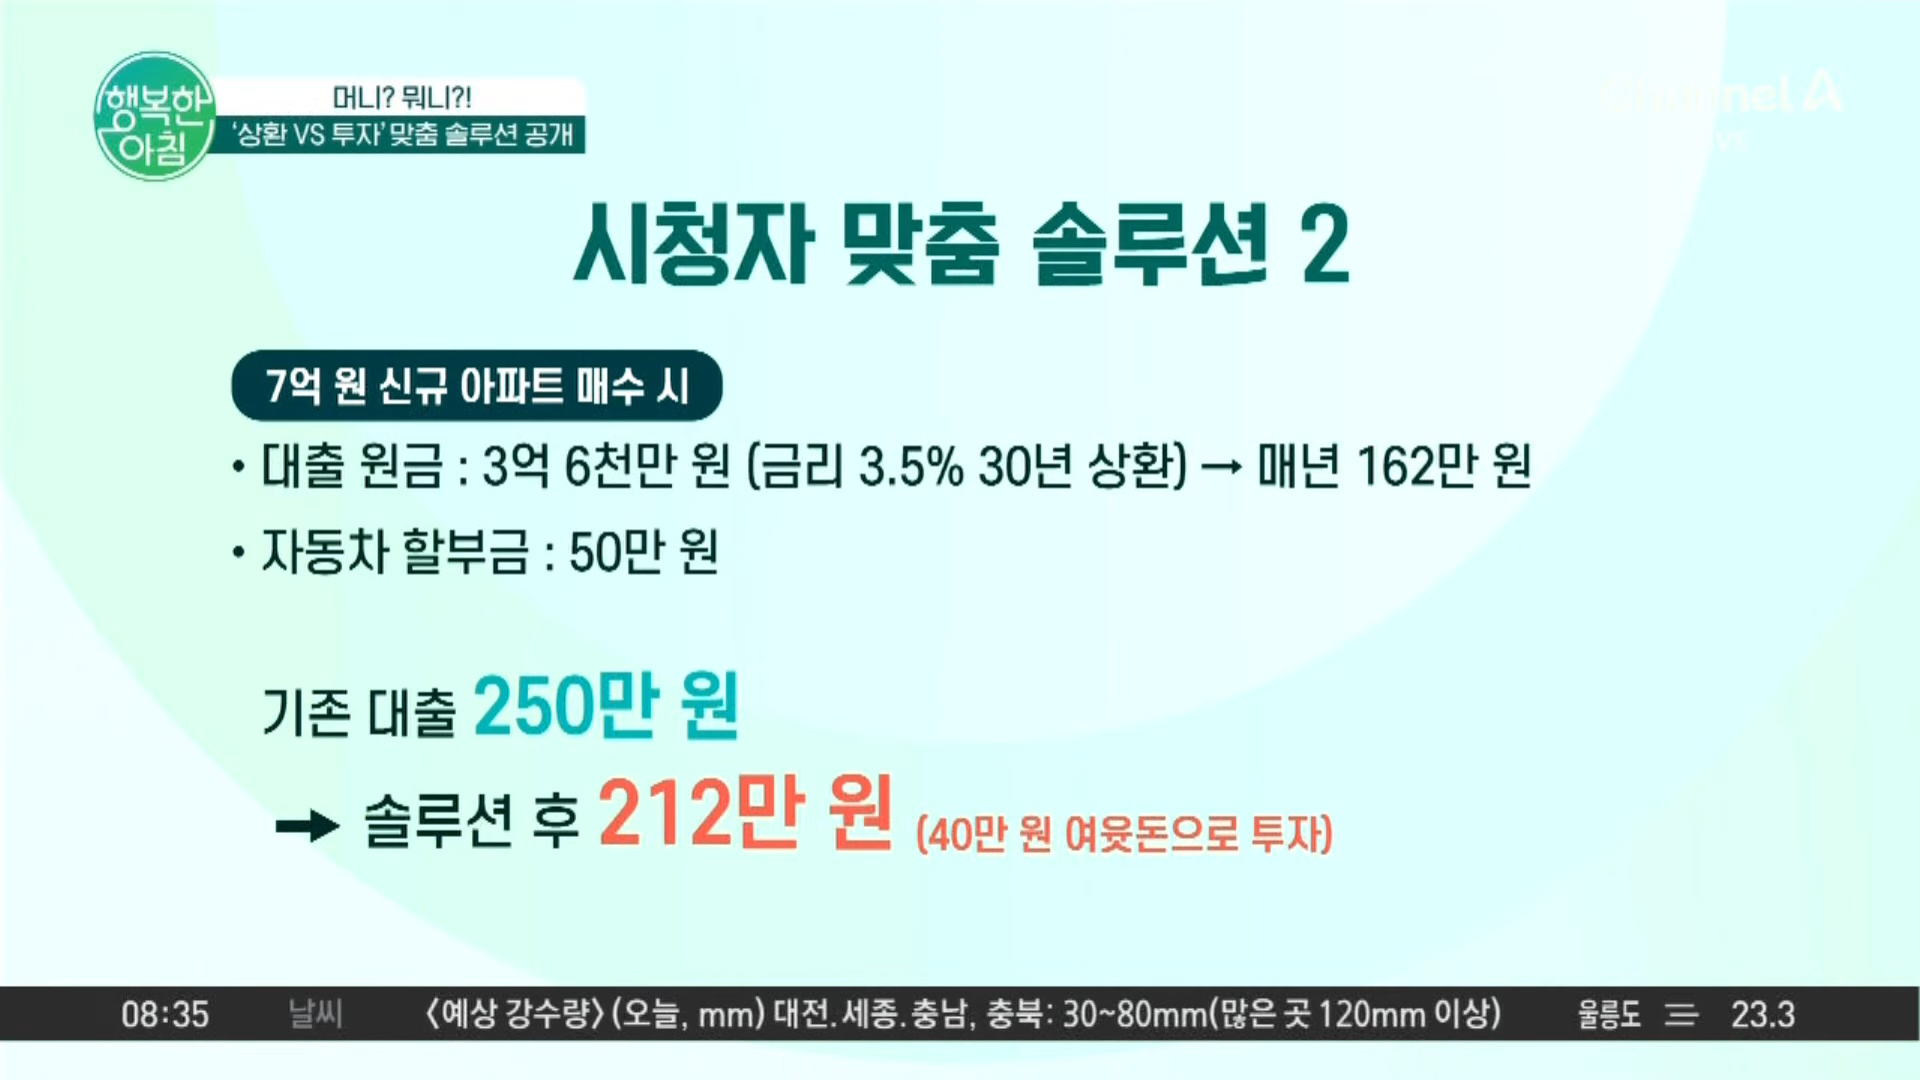 행복한
아침
머니? 뭐니?!
'상환 VS 투자' 맞춤 솔루션 공개
Channel A
LIVE
시청자 맞춤 솔루션 2
7억 원 신규 아파트 매수 시
• 대출 원금 : 3억 6천만 원 (금리 3.5% 30년 상환) → 매년 162만 원
• 자동차 할부금 : 50만 원
기존 대출 250만 원
➡ 솔루션 후 212만 원 (40만 원 여윳돈으로 투자)
08:35 날씨 〈예상 강수량〉 (오늘, mm) 대전.세종.충남, 충북: 30~80mm(많은 곳 120mm 이상) 울릉도 23.3